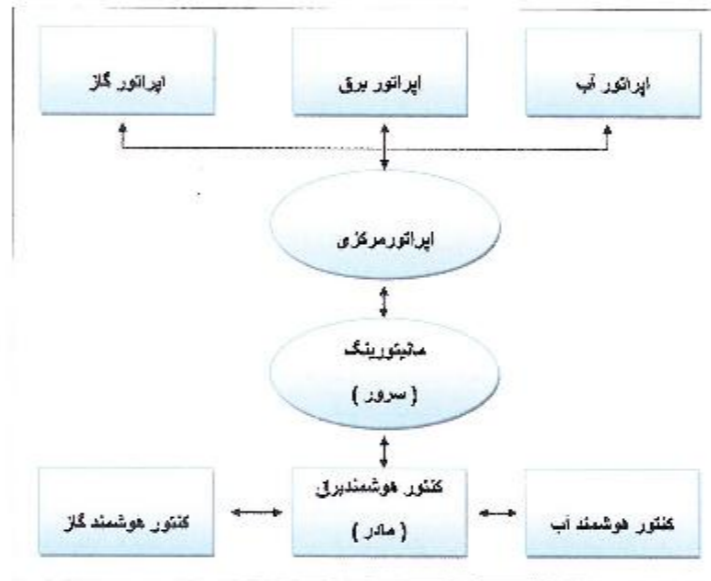 اپراتور آب
اپراتور برق
اپراتور گاز
اپراتورمرکزی
مانیتورینگ
( سرور )
کنتور هوشمند آب
کنتور هوشمندبرق
( مادر )
کنتور هوشمند گاز